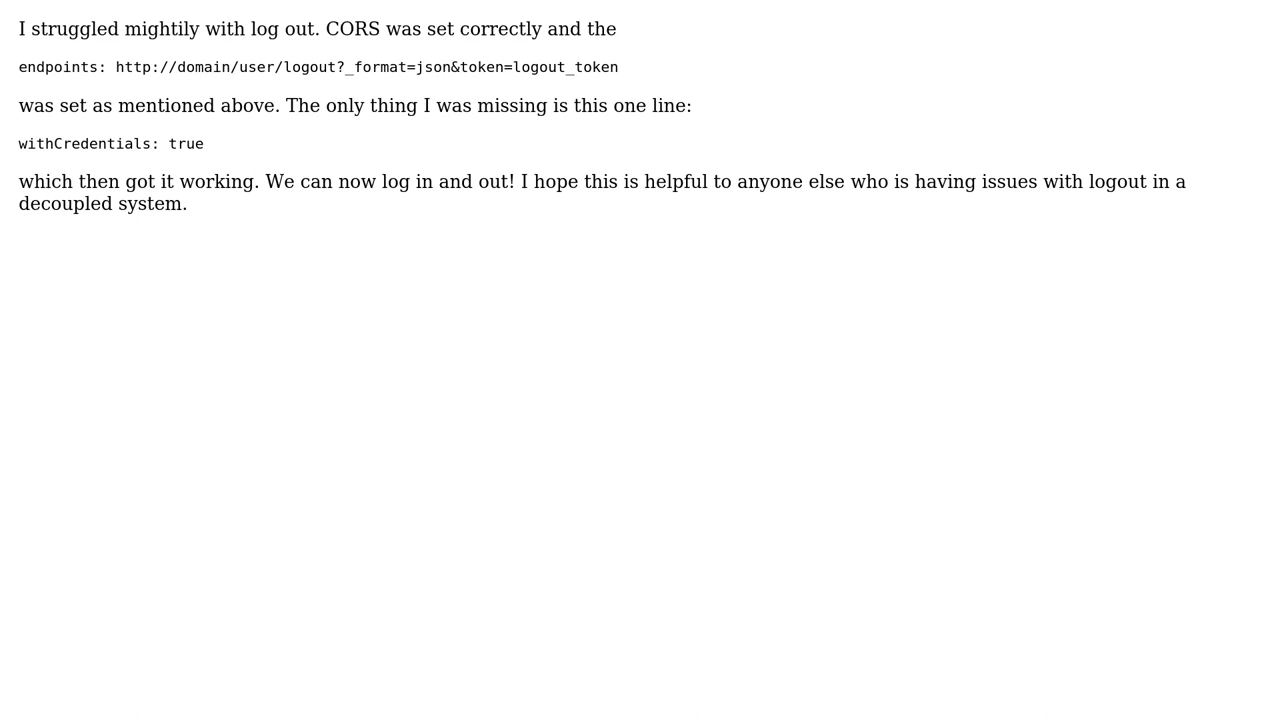 I struggled mightily with log out. CORS was set correctly and the
endpoints: http://domain/user/logout?_format=json&token=logout_token
was set as mentioned above. The only thing I was missing is this one line:
withCredentials: true
which then got it working. We can now log in and out! I hope this is helpful to anyone else who is having issues with logout in a
decoupled system.